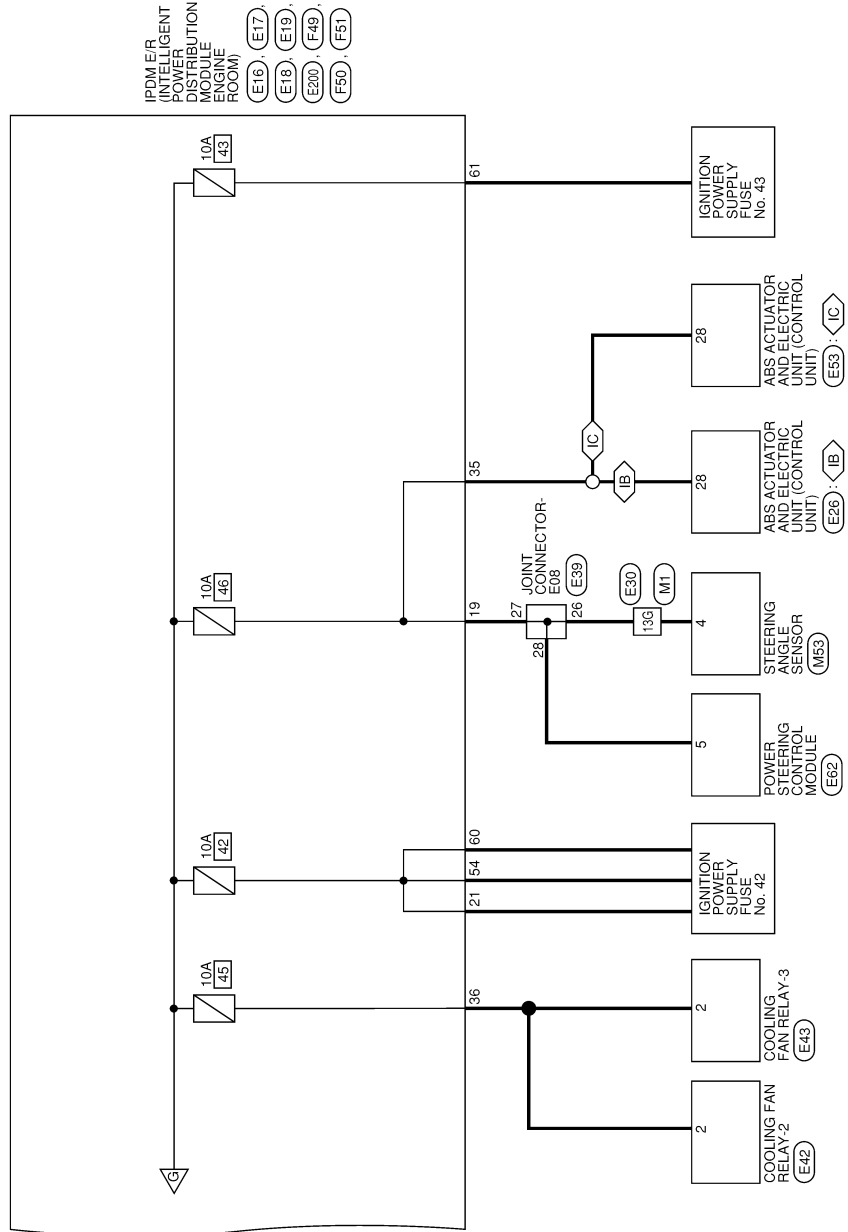 IPDM E/R
(INTELLIGENT
POWER
DISTRIBUTION
MODULE
ENGINE
ROOM)
E16 , E17 ,
E18 , E19 ,
E200 , F49 ,
F50 , F51
G
10A
45
10A
42
10A
46
10A
43
36
21
54
60
19
35
61
27
28
26
JOINT
CONNECTOR-
E08
E39
13G
E30
M1
IB
IC
2
COOLING FAN
RELAY-2
E42
2
COOLING
FAN RELAY-3
E43
IGNITION
POWER
SUPPLY
FUSE
No. 42
5
POWER
STEERING
CONTROL
MODULE
E62
4
STEERING
ANGLE
SENSOR
M53
28
ABS ACTUATOR
AND ELECTRIC
UNIT (CONTROL
UNIT)
E26 : IB
28
ABS ACTUATOR
AND ELECTRIC
UNIT (CONTROL
UNIT)
E53 : IC
IGNITION
POWER
SUPPLY
FUSE
No. 43